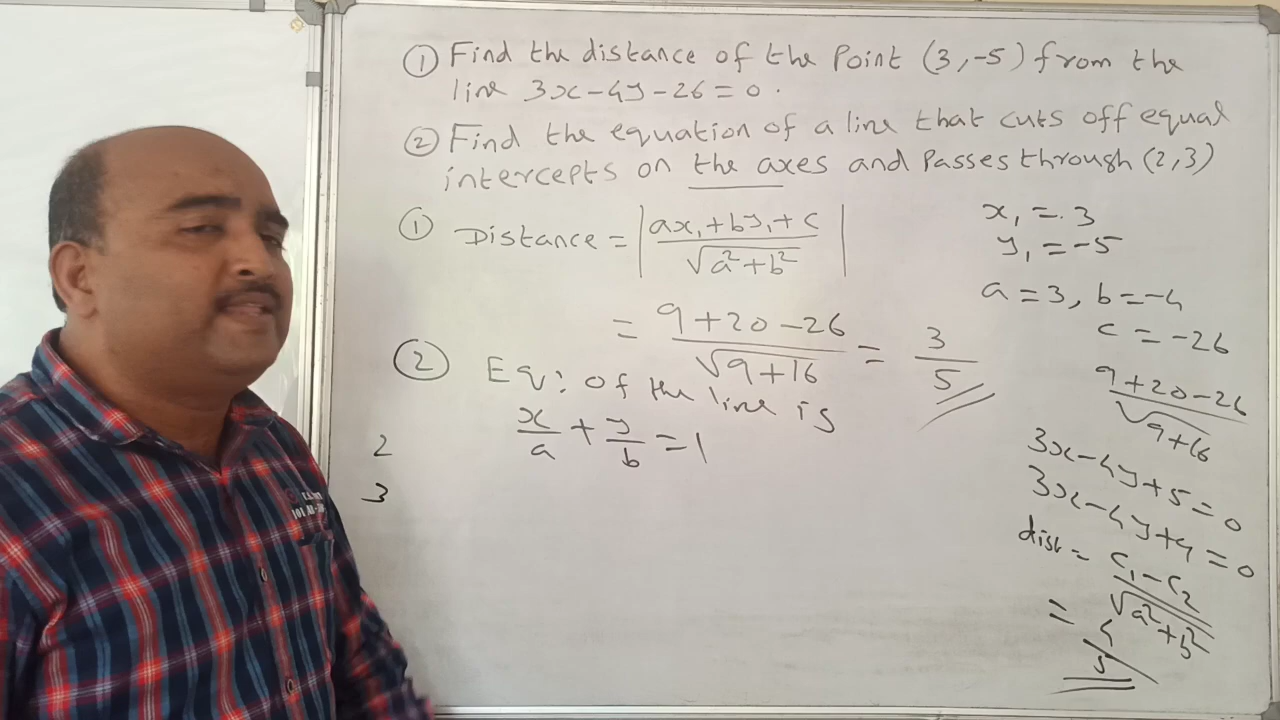 ① Find the distance of the Point (3,-5) from the
line 3x-4y-26=0.
② Find the equation of a line that cuts off equal
intercepts on the axes and Passes through (2,3)
① Distance = |ax₁+by₁+c / √a²+b²|
= 9+20-26 / √9+16 = 3/5
② Eq: of the line is
x/a + y/b = 1
2
3
x₁ = 3
y₁ = -5
a=3, b=-4
c = -26
9+20-26 / √9+16
3x-4y+5=0
3x-4y+9=0
dist = c₁-c₂ / √a²+b²
= 4/5